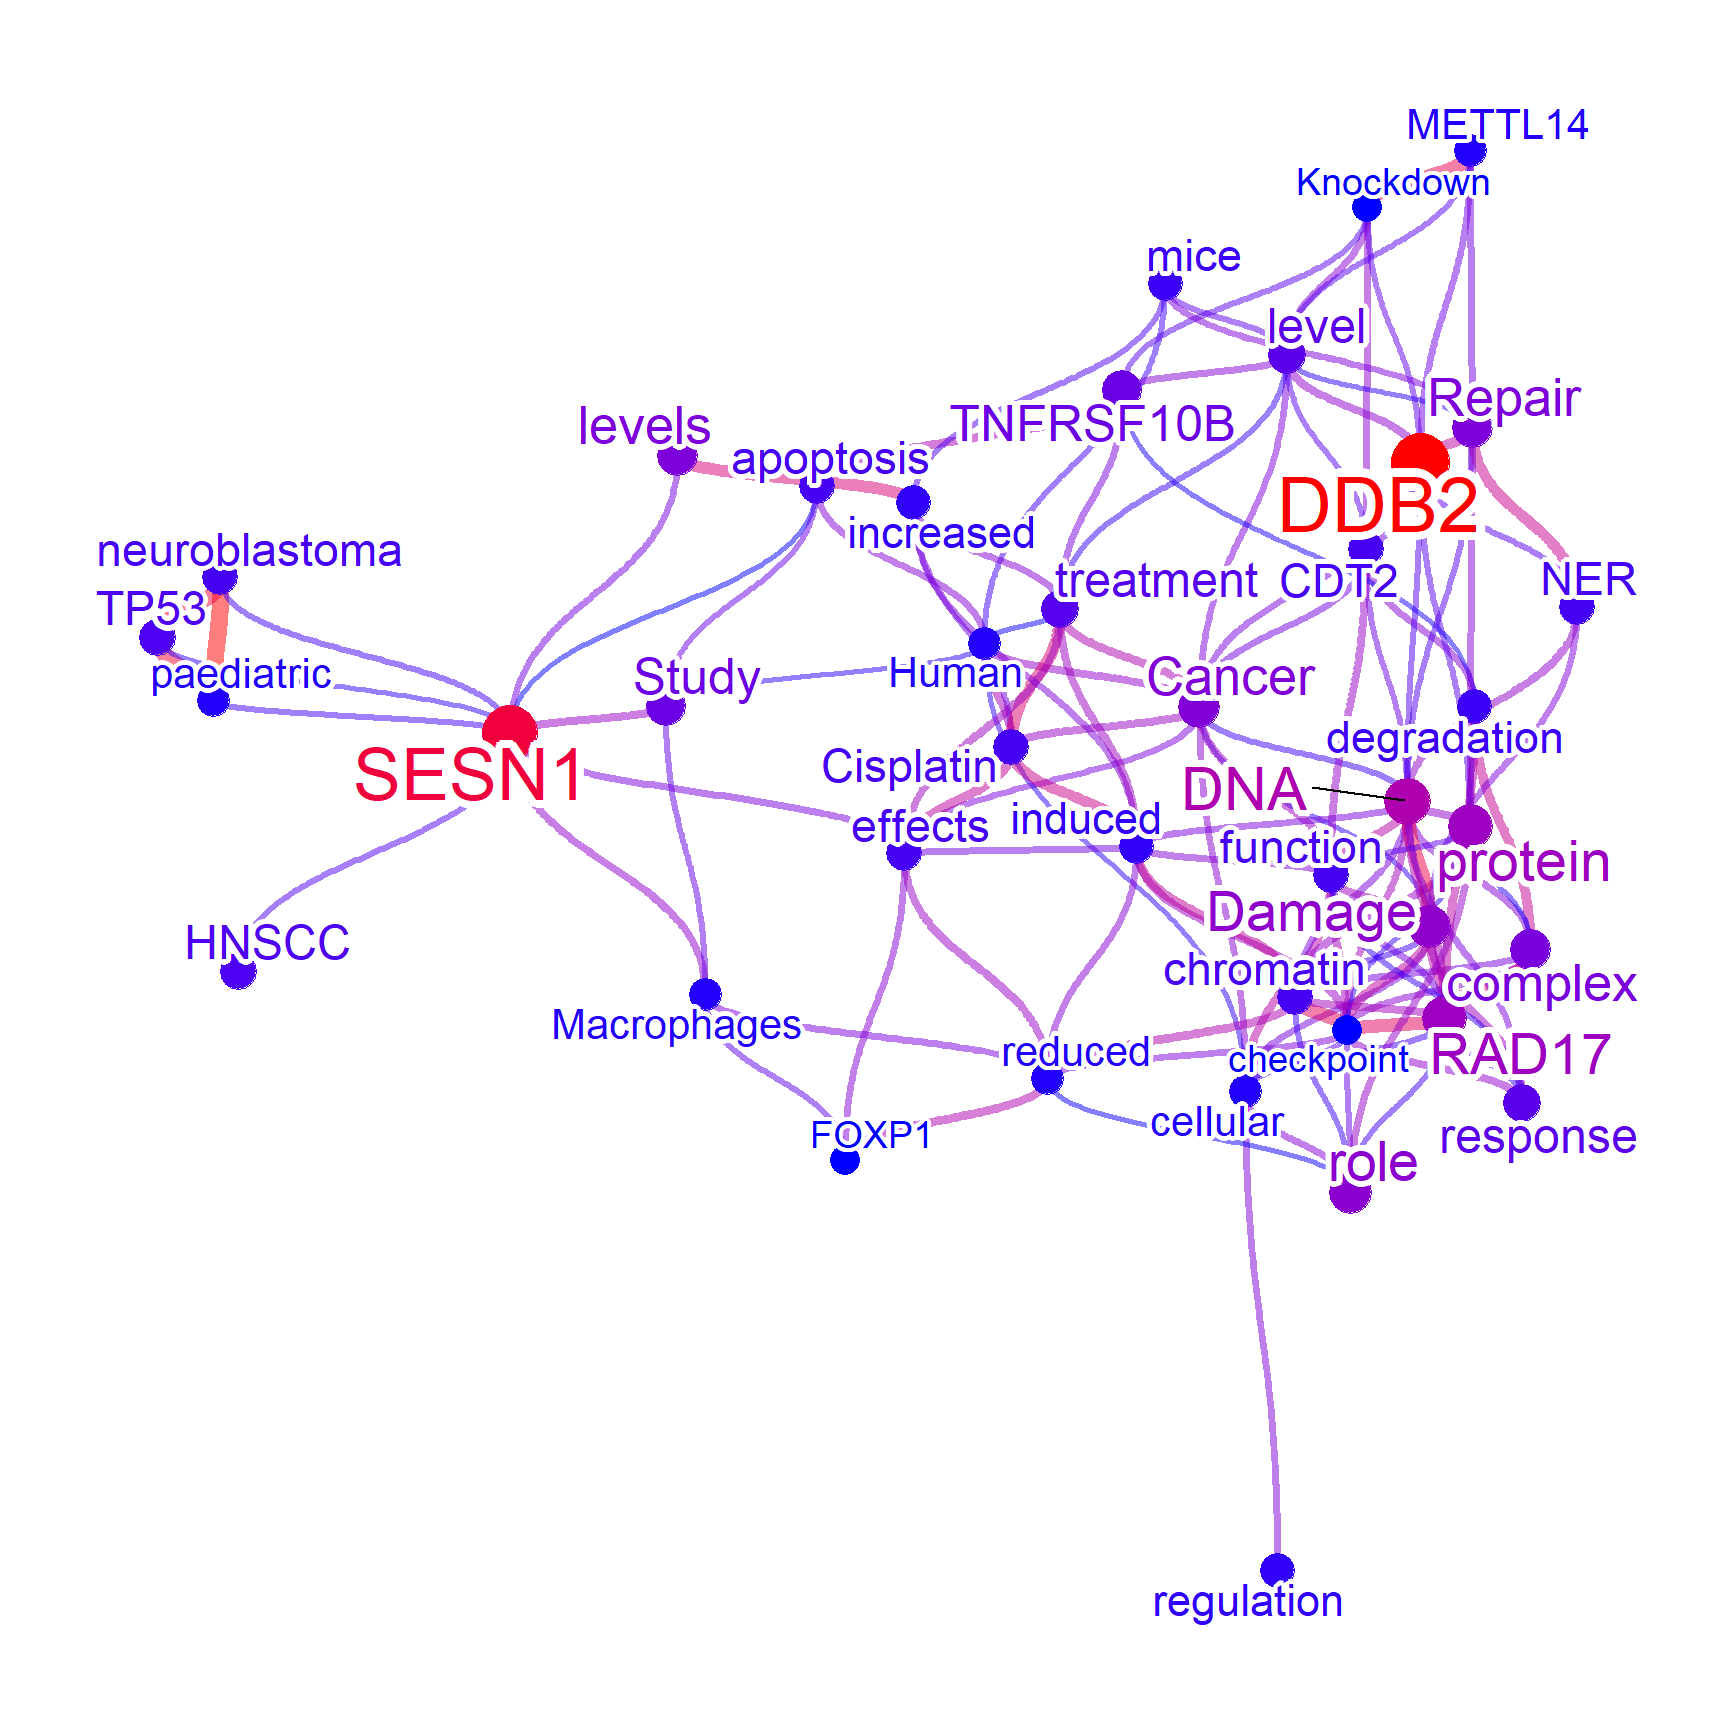 METTL14
Knockdown
mice
level
Repair
TNFRSF10B
levels
apoptosis
DDB2
increased
neuroblastoma
treatment
CDT2
NER
TP53
paediatric
Study
Human
Cancer
degradation
SESN1
Cisplatin
DNA
effects
induced
function
protein
Damage
HNSCC
chromatin
complex
Macrophages
reduced
checkpoint
RAD17
cellular
FOXP1
response
role
regulation